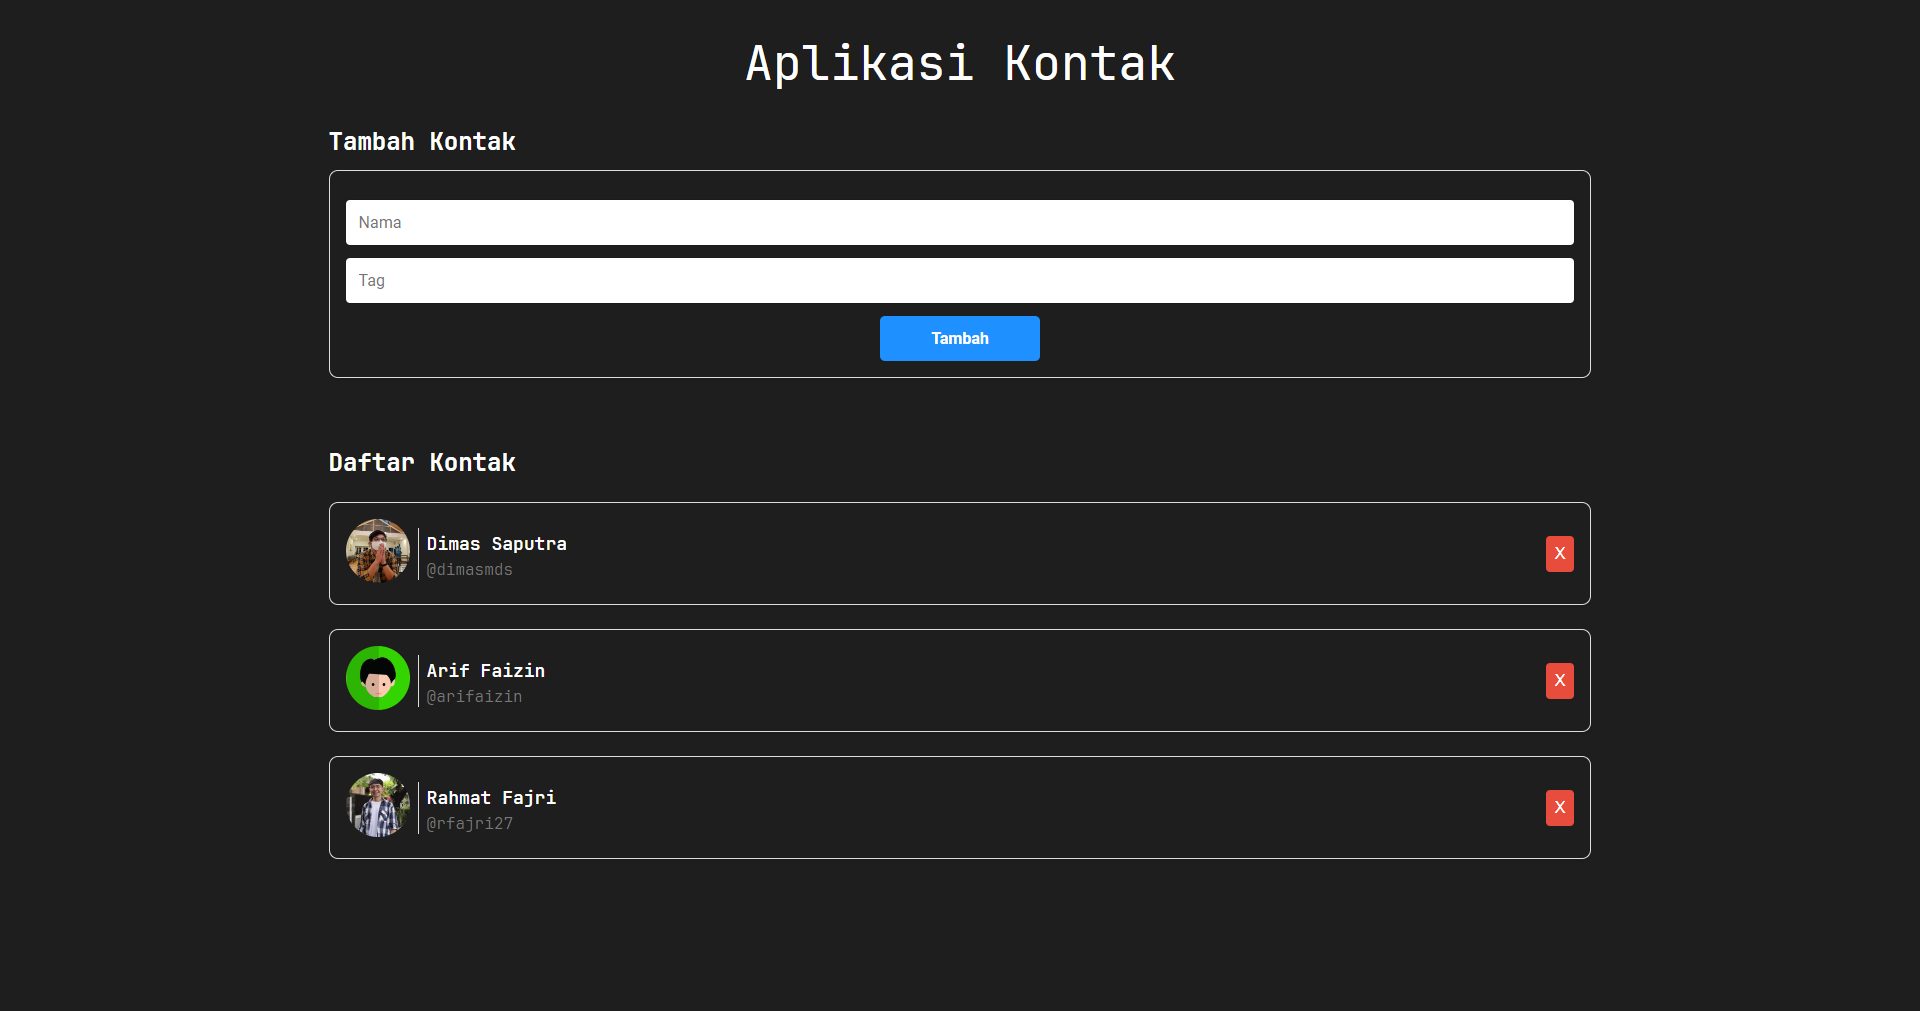 Aplikasi Kontak
Tambah Kontak
Nama
Tag
Tambah
Daftar Kontak
Dimas Saputra
@dimasmds
X
Arif Faizin
@arifaizin
X
Rahmat Fajri
@rfajri27
X